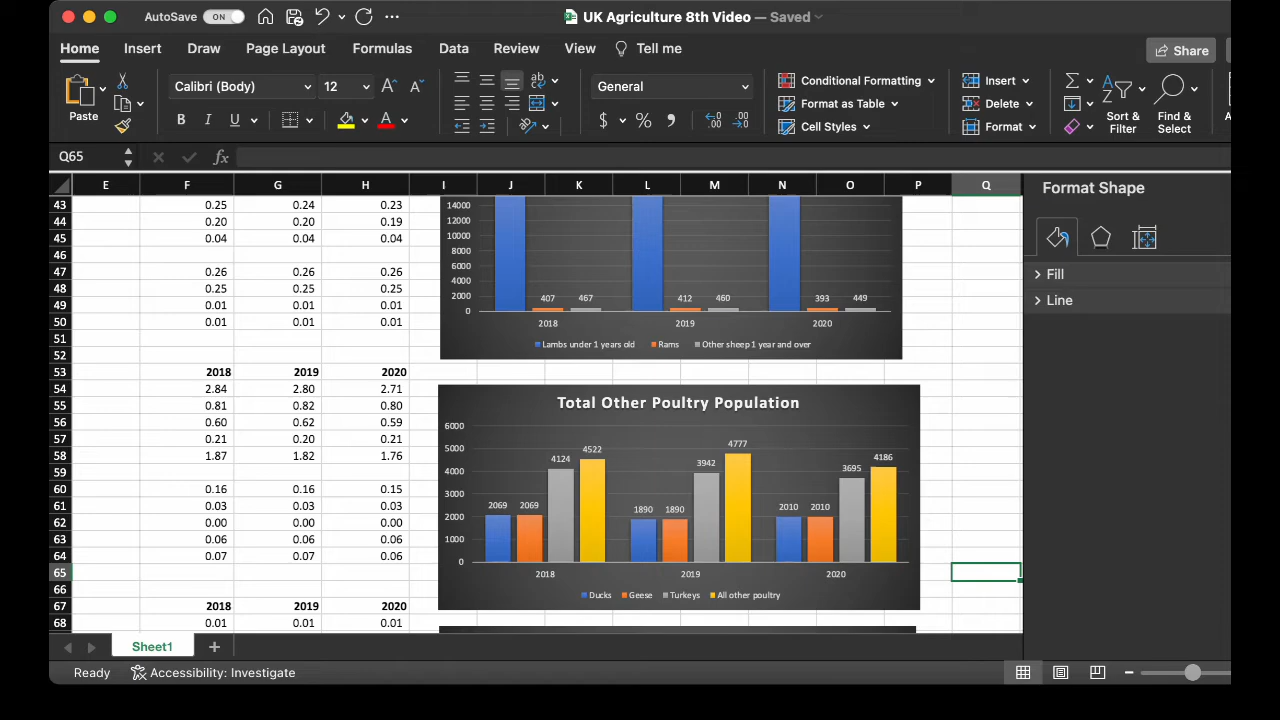 AutoSave ON UK Agriculture 8th Video — Saved
Home Insert Draw Page Layout Formulas Data Review View Tell me Share
Paste Calibri (Body) 12 General Conditional Formatting Format as Table Cell Styles Insert Delete Format Sort & Filter Find & Select
Q65 fx
E F G H I J K L M N O P Q
43 0.25 0.24 0.23
44 0.20 0.20 0.19
45 0.04 0.04 0.04
46
47 0.26 0.26 0.26
48 0.25 0.25 0.25
49 0.01 0.01 0.01
50 0.01 0.01 0.01
51
52
53 2018 2019 2020
54 2.84 2.80 2.71
55 0.81 0.82 0.80
56 0.60 0.62 0.59
57 0.21 0.20 0.21
58 1.87 1.82 1.76
59
60 0.16 0.16 0.15
61 0.03 0.03 0.03
62 0.00 0.00 0.00
63 0.06 0.06 0.06
64 0.07 0.07 0.06
65
66
67 2018 2019 2020
68 0.01 0.01 0.01
14000
12000
10000
8000
6000
4000
2000
0
407 467 412 460 393 449
2018 2019 2020
Lambs under 1 years old Rams Other sheep 1 year and over
Total Other Poultry Population
6000
5000
4000
3000
2000
1000
0
2069 2069 4124 4522 1890 1890 3942 4777 2010 2010 3695 4186
2018 2019 2020
Ducks Geese Turkeys All other poultry
Format Shape
Fill
Line
Sheet1
Ready Accessibility: Investigate